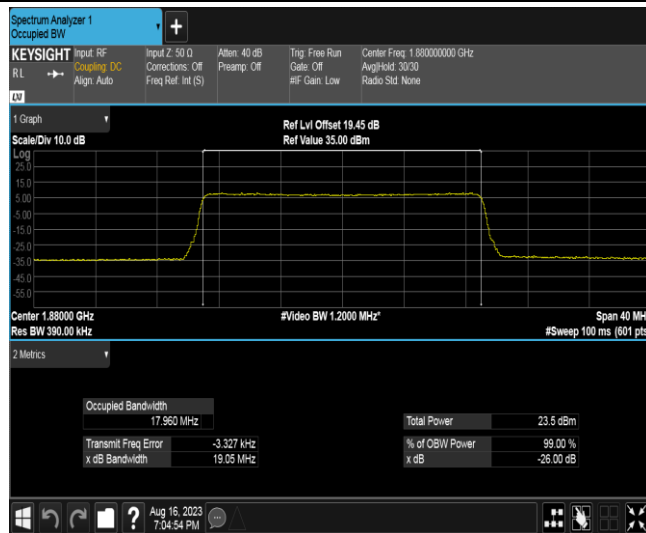 Spectrum Analyzer 1
Occupied BW
+
KEYSIGHT
RL
Input: RF
Coupling: DC
Align: Auto
Input Z: 50 Ω
Corrections: Off
Freq Ref: Int (S)
Atten: 40 dB
Preamp: Off
Trig: Free Run
Gate: Off
#IF Gain: Low
Center Freq: 1.880000000 GHz
Avg|Hold: 30/30
Radio Std: None
LXI
1 Graph
Scale/Div 10.0 dB
Ref Lvl Offset 19.45 dB
Ref Value 35.00 dBm
Log
25.0
15.0
5.00
-5.00
-15.0
-25.0
-35.0
-45.0
-55.0
Center 1.88000 GHz
Res BW 390.00 kHz
#Video BW 1.2000 MHz*
Span 40 MH
#Sweep 100 ms (601 pts
2 Metrics
Occupied Bandwidth
17.960 MHz
Transmit Freq Error -3.327 kHz
x dB Bandwidth 19.05 MHz
Total Power 23.5 dBm
% of OBW Power 99.00 %
x dB -26.00 dB
?
Aug 16, 2023
7:04:54 PM